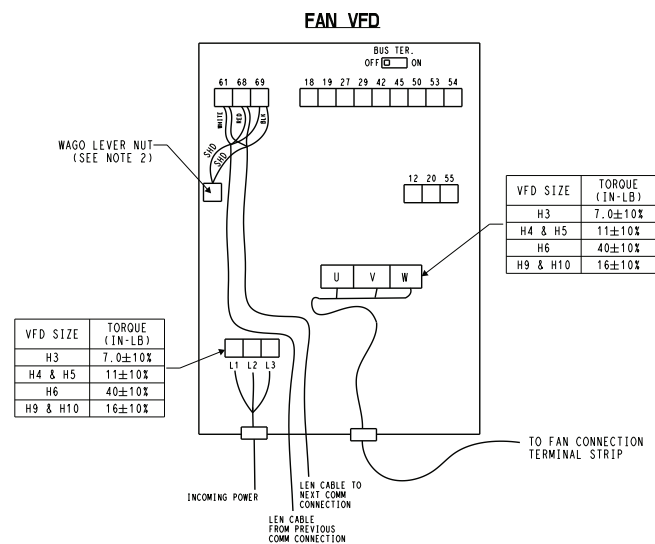 FAN VFD
BUS TER.
OFF ON
61 68 69
18 19 27 29 42 45 50 53 54
WHITE
RED
BLK
SHD
SHD
WAGO LEVER NUT
(SEE NOTE 2)
12 20 55
VFD SIZE TORQUE (IN-LB)
H3 7.0±10%
H4 & H5 11±10%
H6 40±10%
H9 & H10 16±10%
U V W
VFD SIZE TORQUE (IN-LB)
H3 7.0±10%
H4 & H5 11±10%
H6 40±10%
H9 & H10 16±10%
L1 L2 L3
TO FAN CONNECTION
TERMINAL STRIP
INCOMING POWER
LEN CABLE TO
NEXT COMM
CONNECTION
LEN CABLE
FROM PREVIOUS
COMM CONNECTION